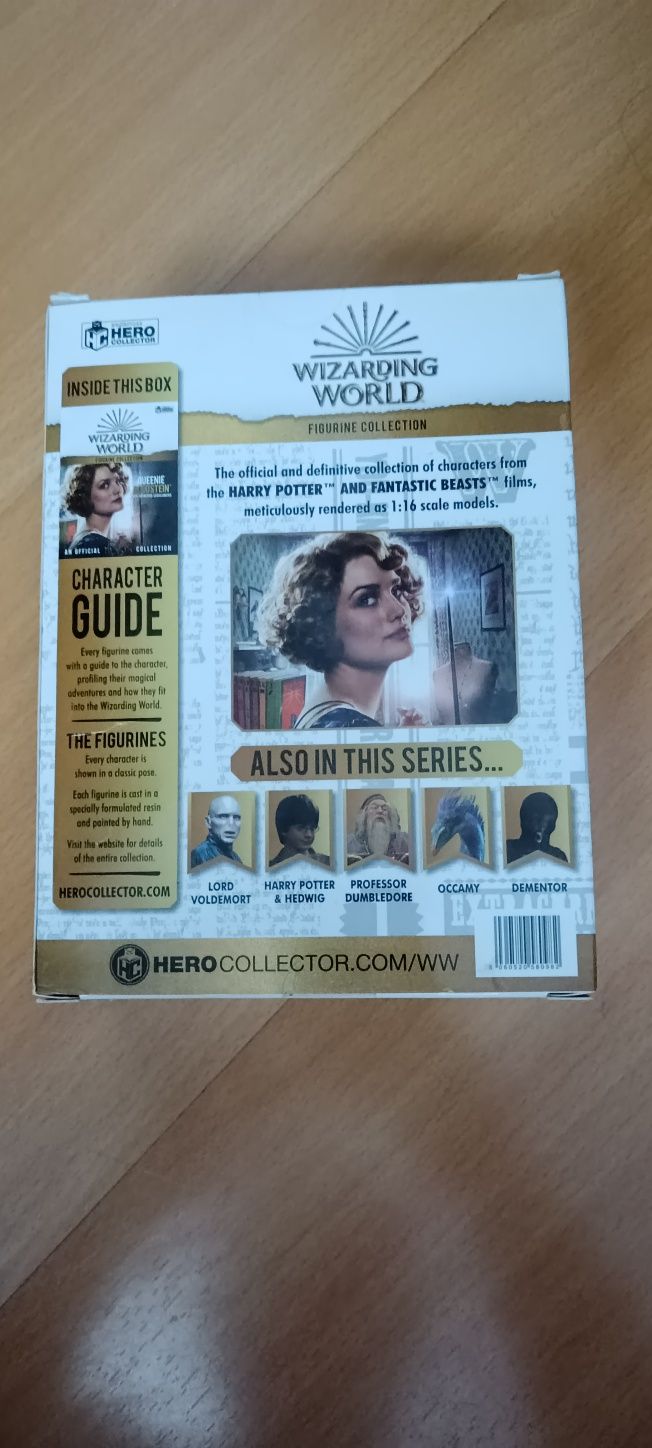 HERO
COLLECTOR
WIZARDING
WORLD
FIGURINE COLLECTION
INSIDE THIS BOX
WIZARDING
WORLD
FIGURINE COLLECTION
QUEENIE
AN OFFICIAL COLLECTION
CHARACTER
GUIDE
Every figurine comes
with a guide to the character,
profiling their magical
adventures and how they fit
into the Wizarding World.
THE FIGURINES
Every character is
shown in a classic pose.
Each figurine is cast in a
specially formulated resin
and painted by hand.
Visit the website for details
of the entire collection.
HEROCOLLECTOR.COM
The official and definitive collection of characters from
the HARRY POTTER™ AND FANTASTIC BEASTS™ films,
meticulously rendered as 1:16 scale models.
ALSO IN THIS SERIES...
LORD
VOLDEMORT
HARRY POTTER
& HEDWIG
PROFESSOR
DUMBLEDORE
OCCAMY
DEMENTOR
HC HEROCOLLECTOR.COM/WW